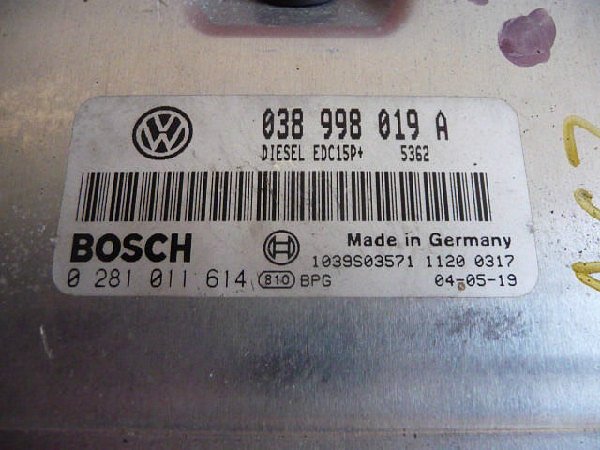 038 998 019 A
DIESEL EDC15P+ 5362
BOSCH
Made in Germany
1039S03571 1120 0317
0 281 011 614 810 BPG 04-05-19